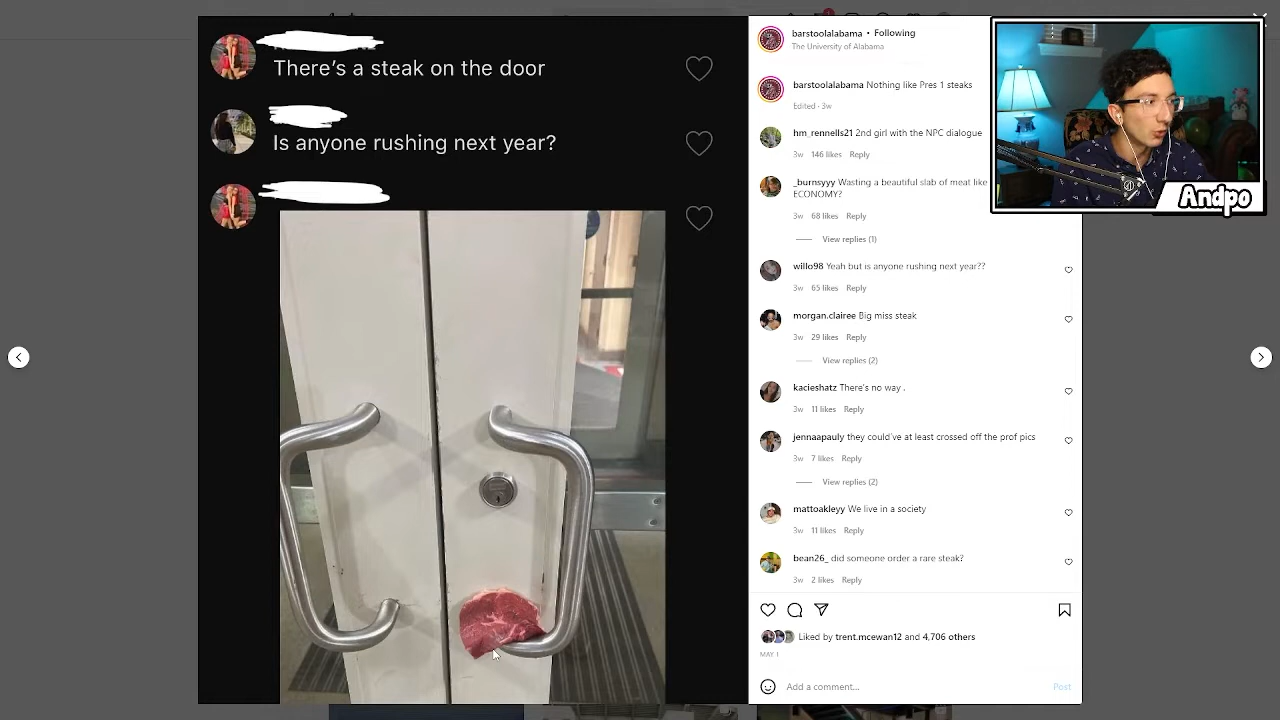 There's a steak on the door
Is anyone rushing next year?
barstoolalabama • Following
The University of Alabama
barstoolalabama Nothing like Pres 1 steaks
Edited · 3w
hm_rennells21 2nd girl with the NPC dialogue
3w 146 likes Reply
_burnsyyy Wasting a beautiful slab of meat like
ECONOMY?
3w 68 likes Reply
View replies (1)
willo98 Yeah but is anyone rushing next year??
3w 65 likes Reply
morgan.clairee Big miss steak
3w 29 likes Reply
View replies (2)
kacieshatz There's no way .
3w 11 likes Reply
jennaapauly they could've at least crossed off the prof pics
3w 7 likes Reply
View replies (2)
mattoakleyy We live in a society
3w 11 likes Reply
bean26_ did someone order a rare steak?
3w 2 likes Reply
Liked by trent.mcewan12 and 4,706 others
MAY 1
Add a comment...
Post
Andpo